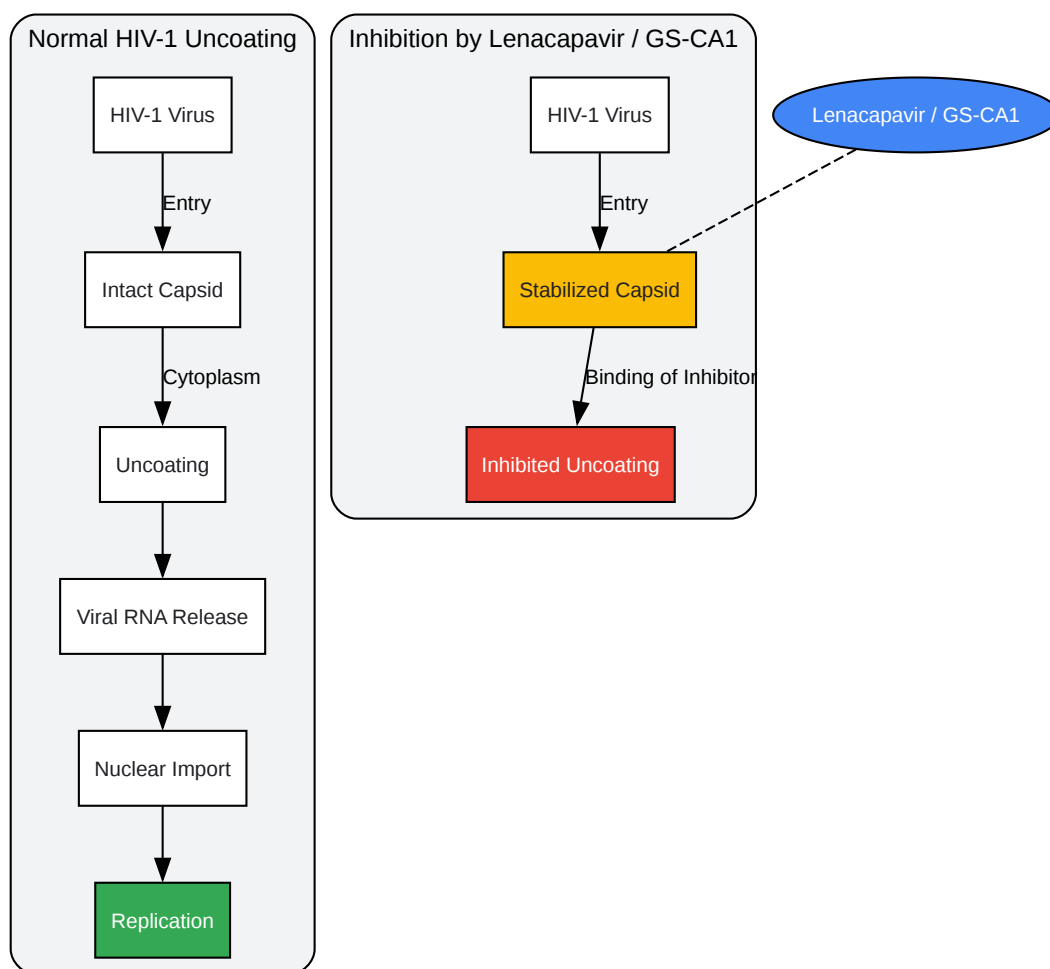 Normal HIV-1 Uncoating
HIV-1 Virus
Entry
Intact Capsid
Cytoplasm
Uncoating
Viral RNA Release
Nuclear Import
Replication
Inhibition by Lenacapavir / GS-CA1
HIV-1 Virus
Entry
Stabilized Capsid
Binding of Inhibitor
Inhibited Uncoating
Lenacapavir / GS-CA1